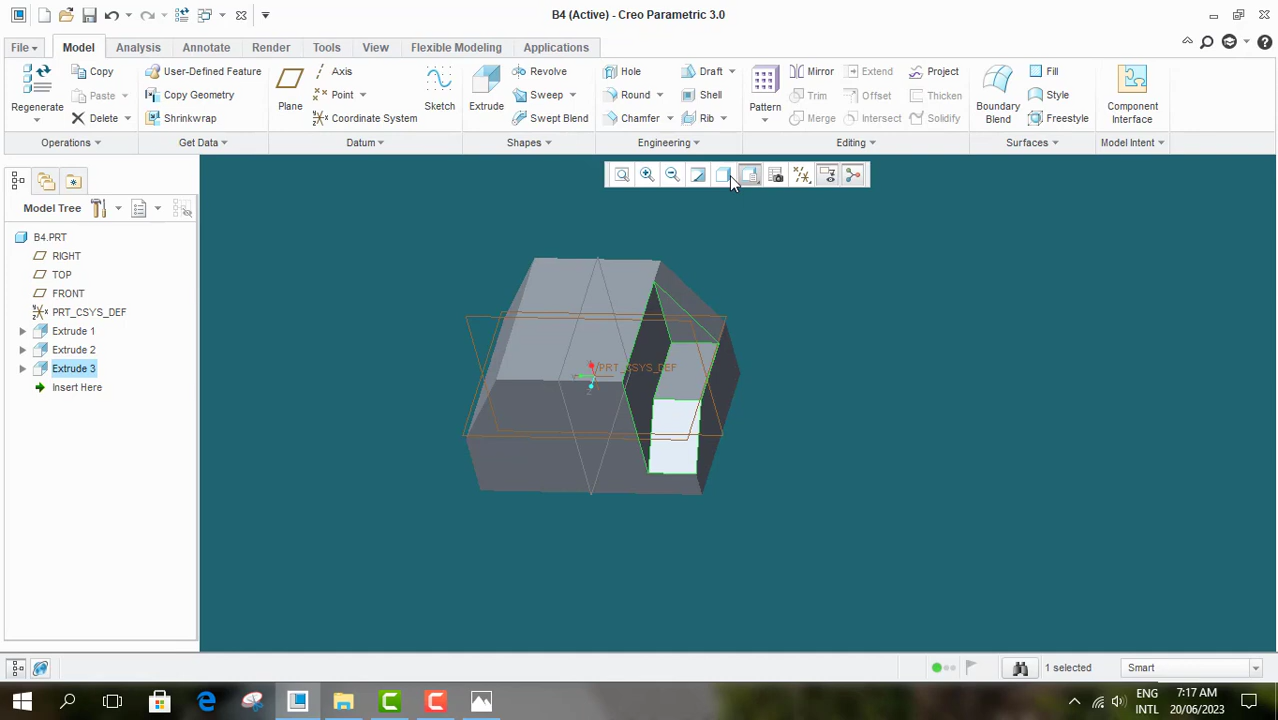 B4 (Active) - Creo Parametric 3.0
File Model Analysis Annotate Render Tools View Flexible Modeling Applications
Regenerate
Copy
Paste
Delete
Operations
User-Defined Feature
Copy Geometry
Shrinkwrap
Get Data
Plane
Axis
Point
Coordinate System
Sketch
Datum
Extrude
Revolve
Sweep
Swept Blend
Shapes
Hole
Round
Chamfer
Draft
Shell
Rib
Engineering
Pattern
Mirror
Trim
Merge
Extend
Offset
Intersect
Project
Thicken
Solidify
Editing
Boundary
Blend
Fill
Style
Freestyle
Surfaces
Component
Interface
Model Intent
Model Tree
B4.PRT
RIGHT
TOP
FRONT
PRT_CSYS_DEF
Extrude 1
Extrude 2
Extrude 3
Insert Here
PRT_CSYS_DEF
1 selected
Smart
ENG
INTL
7:17 AM
20/06/2023